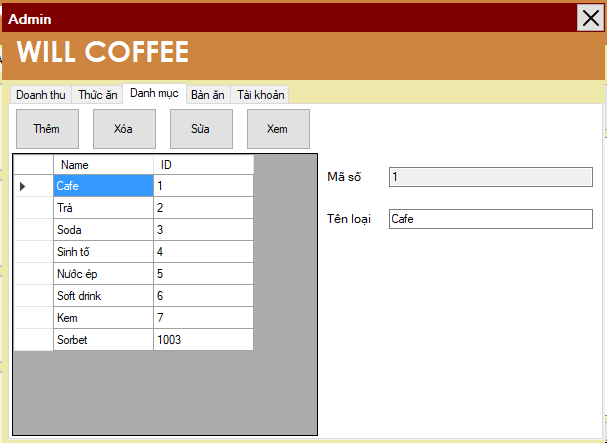 Admin
WILL COFFEE
Doanh thu Thức ăn Danh mục Bàn ăn Tài khoản
Thêm Xóa Sửa Xem
Name ID
Cafe 1
Trà 2
Soda 3
Sinh tố 4
Nước ép 5
Soft drink 6
Kem 7
Sorbet 1003
Mã số 1
Tên loại Cafe